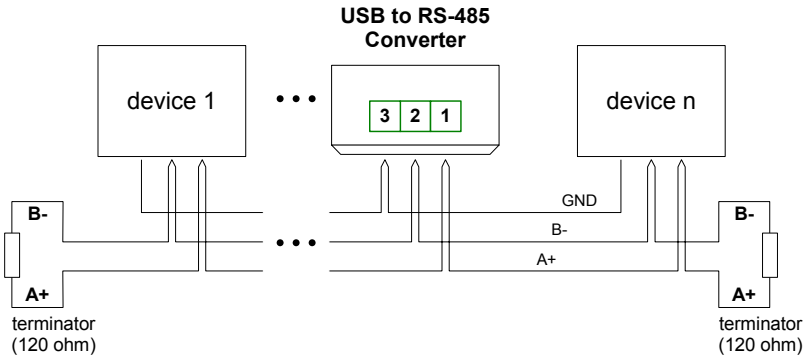 USB to RS-485
Converter
device 1
3 2 1
device n
GND
B-
B-
B-
A+
A+
A+
terminator
(120 ohm)
terminator
(120 ohm)